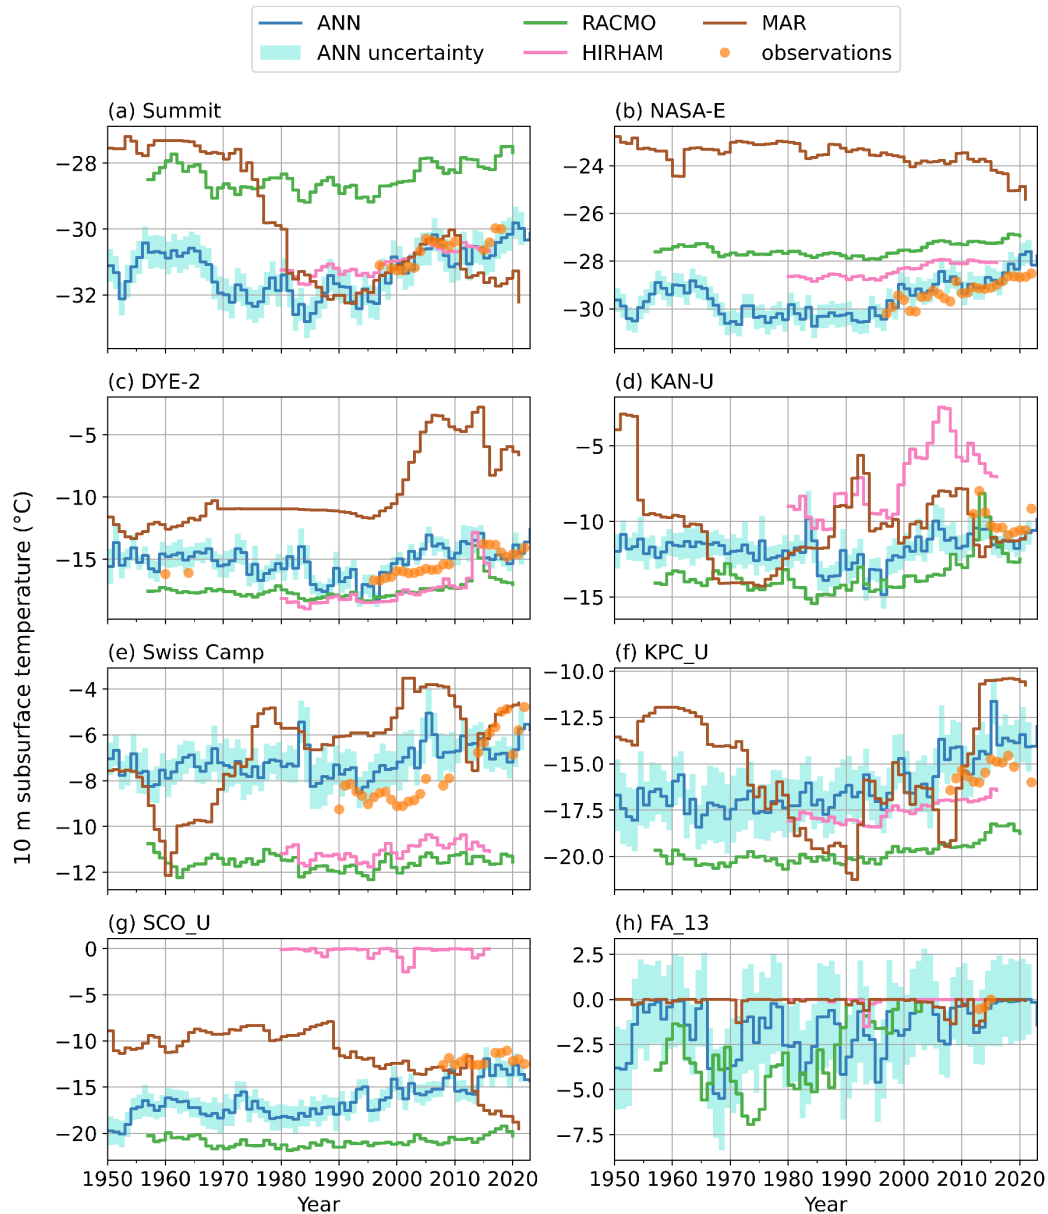 ANN RACMO MAR
ANN uncertainty HIRHAM observations
(a) Summit
−28
−30
−32
(b) NASA-E
−24
−26
−28
−30
(c) DYE-2
−5
−10
−15
(d) KAN-U
−5
−10
−15
(e) Swiss Camp
−4
−6
−8
−10
−12
(f) KPC_U
−10.0
−12.5
−15.0
−17.5
−20.0
(g) SCO_U
0
−5
−10
−15
−20
1950 1960 1970 1980 1990 2000 2010 2020
Year
(h) FA_13
2.5
0.0
−2.5
−5.0
−7.5
1950 1960 1970 1980 1990 2000 2010 2020
Year
10 m subsurface temperature (°C)